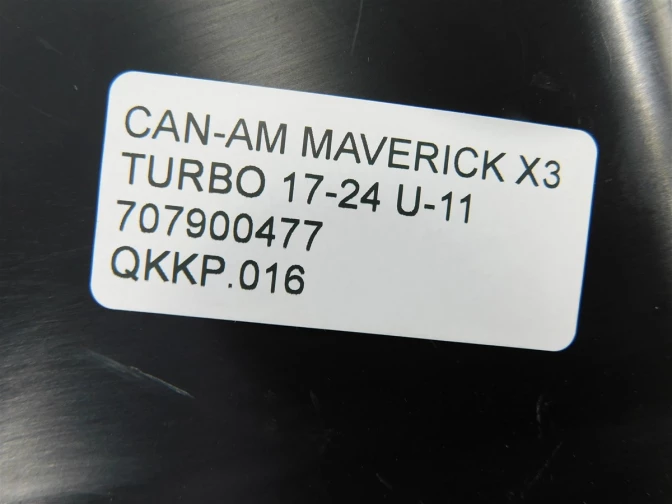 CAN-AM MAVERICK X3
TURBO 17-24 U-11
707900477
QKKP.016